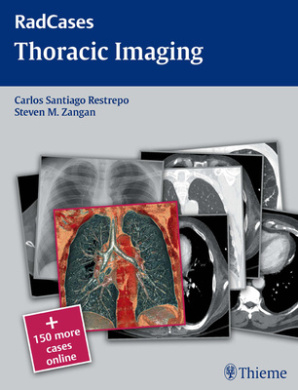 RadCases
Thoracic Imaging
Carlos Santiago Restrepo
Steven M. Zangan
+
150 more
cases
online
Thieme